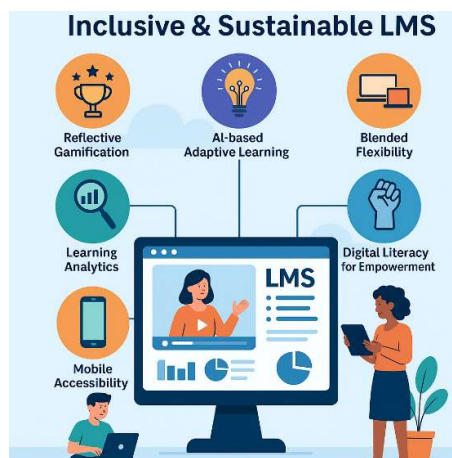 Inclusive & Sustainable LMS
Reflective
Gamification
AI-based
Adaptive Learning
Blended
Flexibility
Learning
Analytics
LMS
Digital Literacy
for Empowerment
Mobile
Accessibility